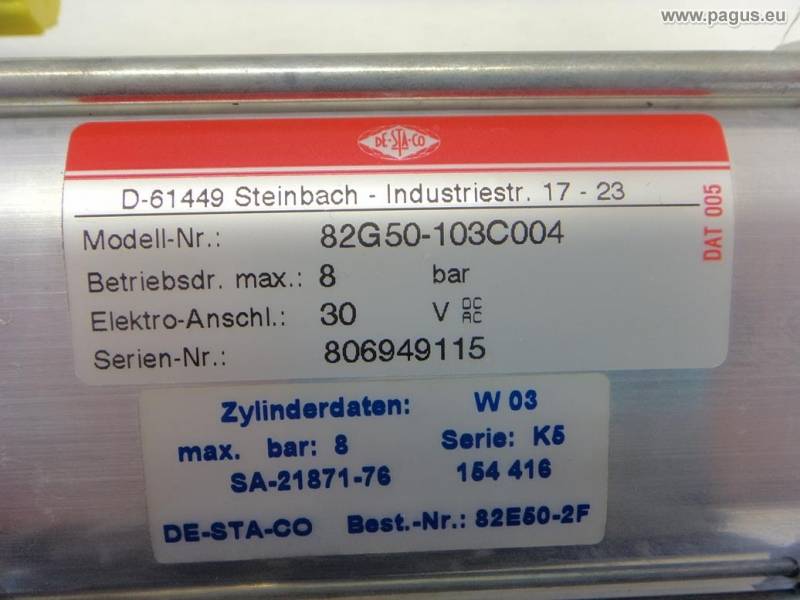 www.pagus.eu
DE-STA-CO
D-61449 Steinbach - Industriestr. 17 - 23
Modell-Nr.: 82G50-103C004
Betriebsdr. max.: 8 bar
Elektro-Anschl.: 30 V DC AC
Serien-Nr.: 806949115
DAT 005
Zylinderdaten: W 03
max. bar: 8 Serie: K5
SA-21871-76 154 416
DE-STA-CO Best.-Nr.: 82E50-2F